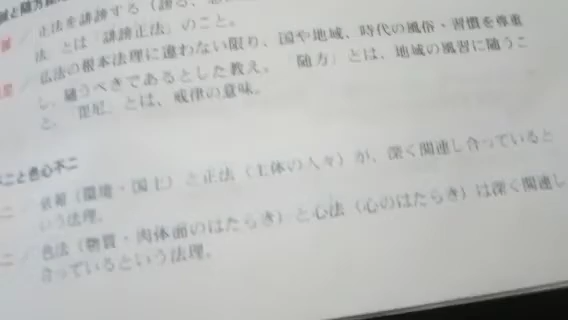 正法を誹謗する（謗る、悪
法」とは「誹謗正法」のこと。
仏法の根本法理に違わない限り、国や地域、時代の風俗・習慣を尊重
し、随うべきであるとした教え。「随方」とは、地域の風習に随うこ
と、「毘尼」とは、戒律の意味。
不二と色心不二
二 依報（環境・国土）と正法（主体の人々）が、深く関連し合っていると
いう法理。
二 色法（物質・肉体面のはたらき）と心法（心のはたらき）は深く関連し
合っているという法理。